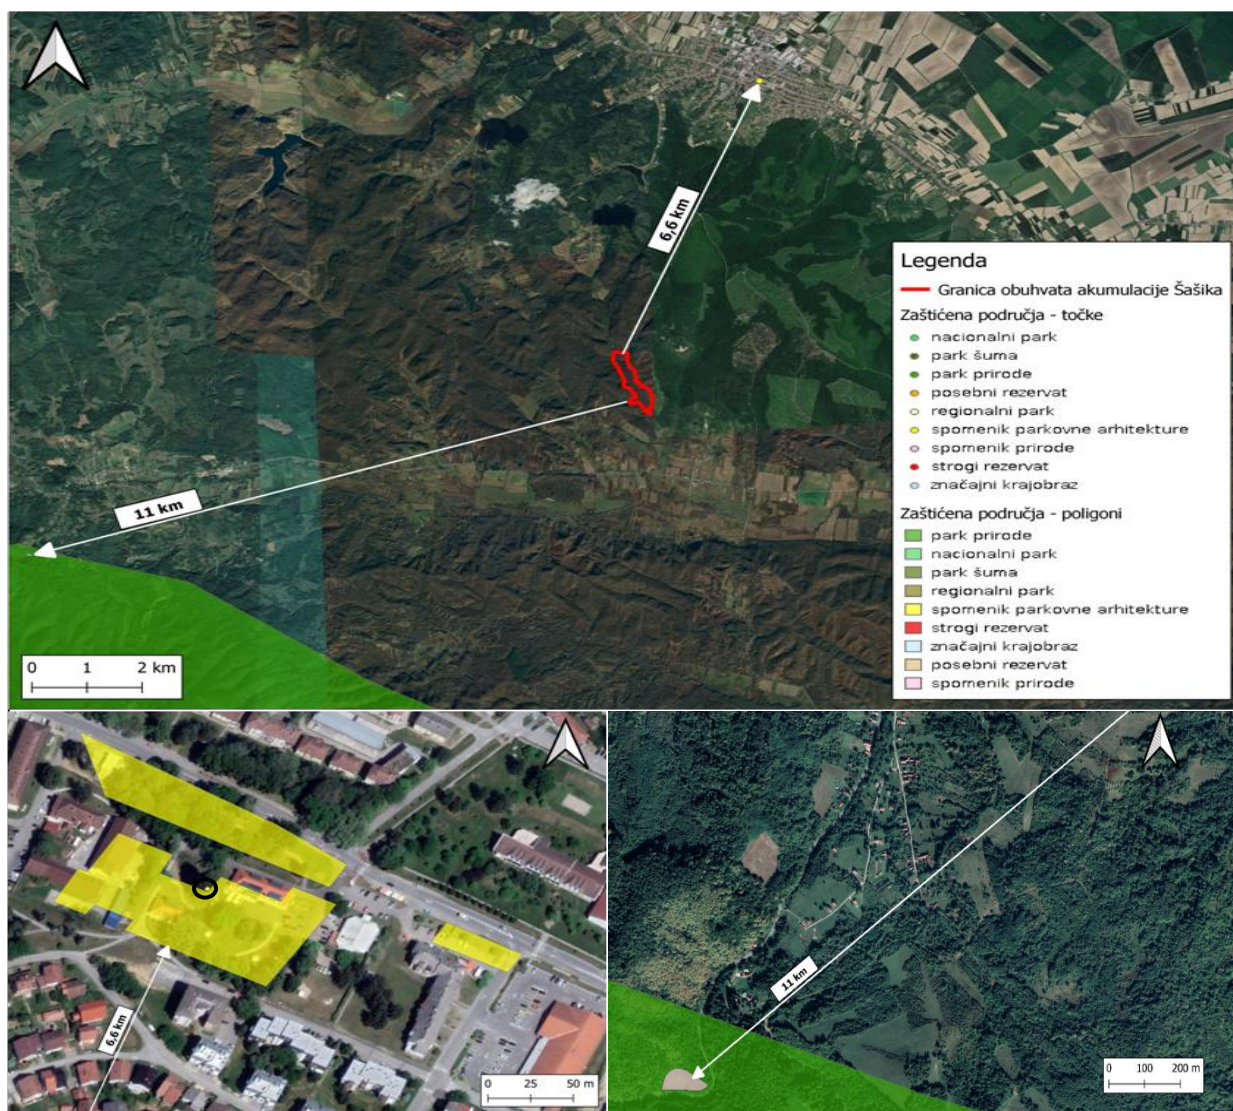 6,6 km
11 km
Legenda
Granica obuhvata akumulacije Šašika
Zaštićena područja - točke
nacionalni park
park šuma
park prirode
posebni rezervat
regionalni park
spomenik parkovne arhitekture
spomenik prirode
strogi rezervat
značajni krajobraz
Zaštićena područja - poligoni
park prirode
nacionalni park
park šuma
regionalni park
spomenik parkovne arhitekture
strogi rezervat
značajni krajobraz
posebni rezervat
spomenik prirode
0 1 2 km
6,6 km
0 25 50 m
11 km
0 100 200 m